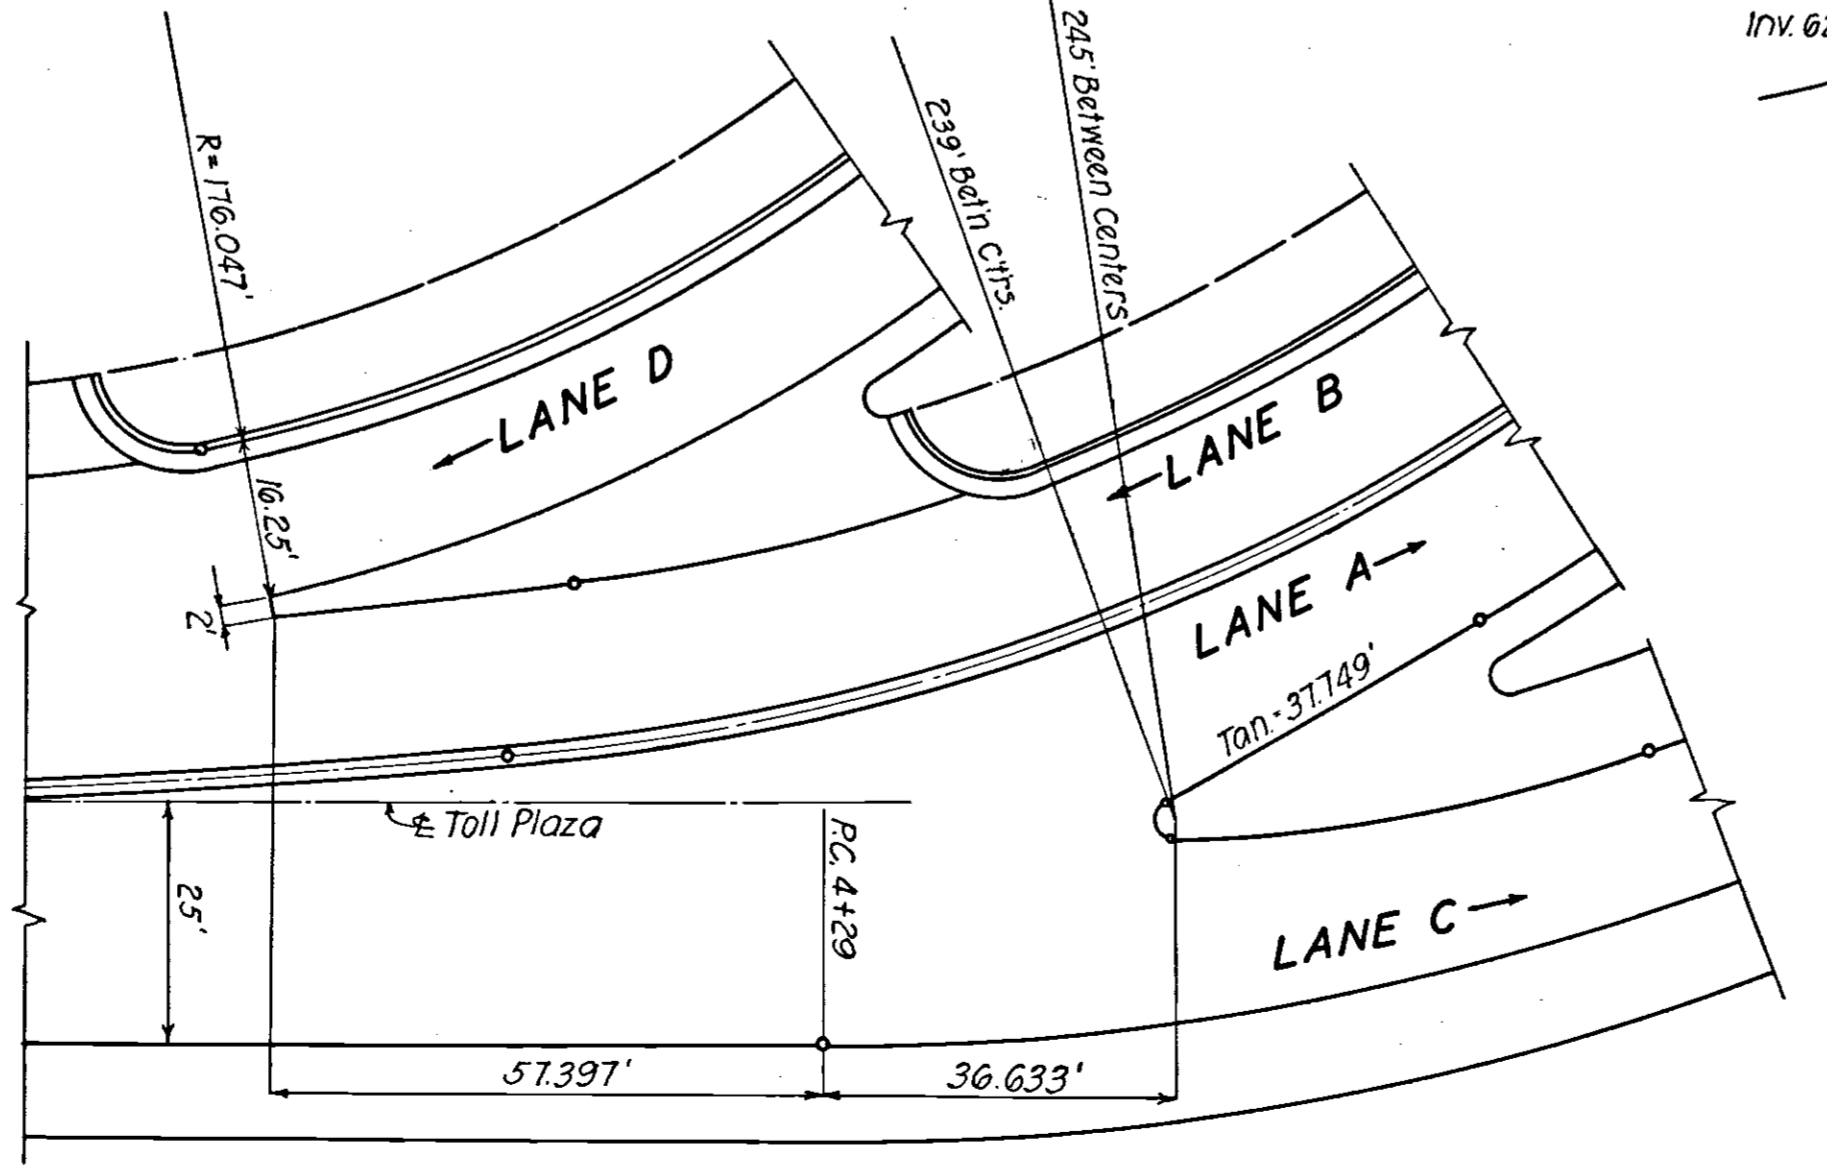 Inv. 62
245' Between Centers
239' Bet'n C'trs.
R= 176.047'
LANE D
LANE B
16.25'
2'
LANE A
Tan.= 37.749'
℄ Toll Plaza
P.C. 4+29
25'
LANE C
57.397'
36.633'